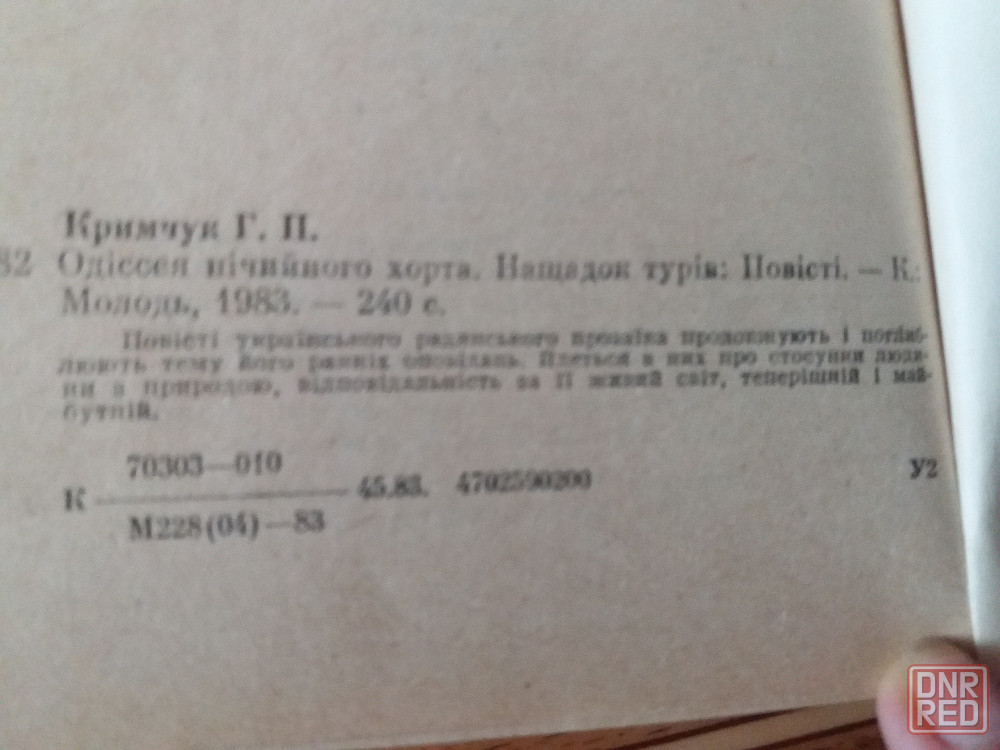 Кримчук Г. П.
82 Одіссея нічийного хорта. Нащадок турів: Повісті. — К.:
Молодь, 1983. — 240 с.
Повісті українського радянського прозаїка продовжують і поглиб-
люють тему його ранніх оповідань. Йдеться в них про стосунки люди-
ни з природою, відповідальність за її живий світ, теперішній і май-
бутній.
70303—010
К ———— 45.83. 4702590200 У2
М228(04)—83
DNR
RED